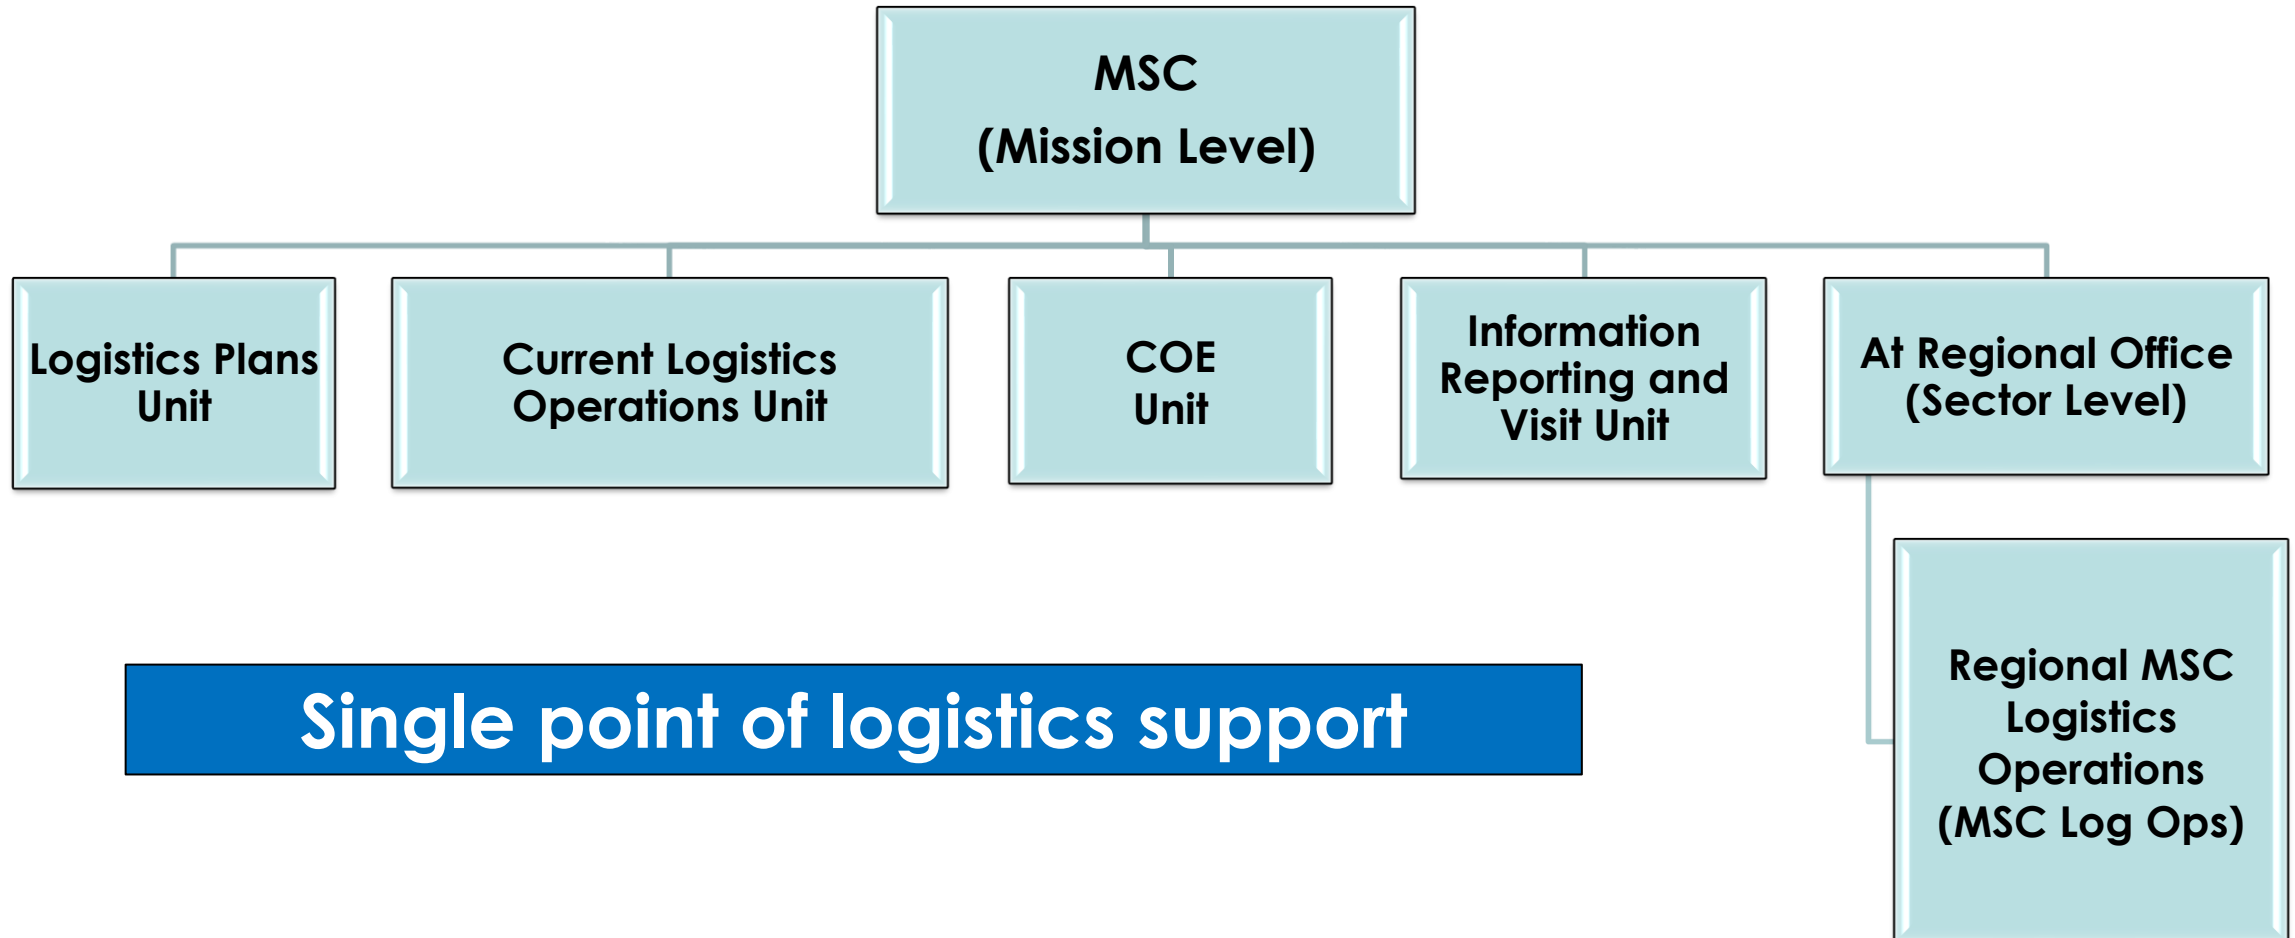 MSC
(Mission Level)
Logistics Plans
Unit
Current Logistics
Operations Unit
COE
Unit
Information
Reporting and
Visit Unit
At Regional Office
(Sector Level)
Single point of logistics support
Regional MSC
Logistics
Operations
(MSC Log Ops)